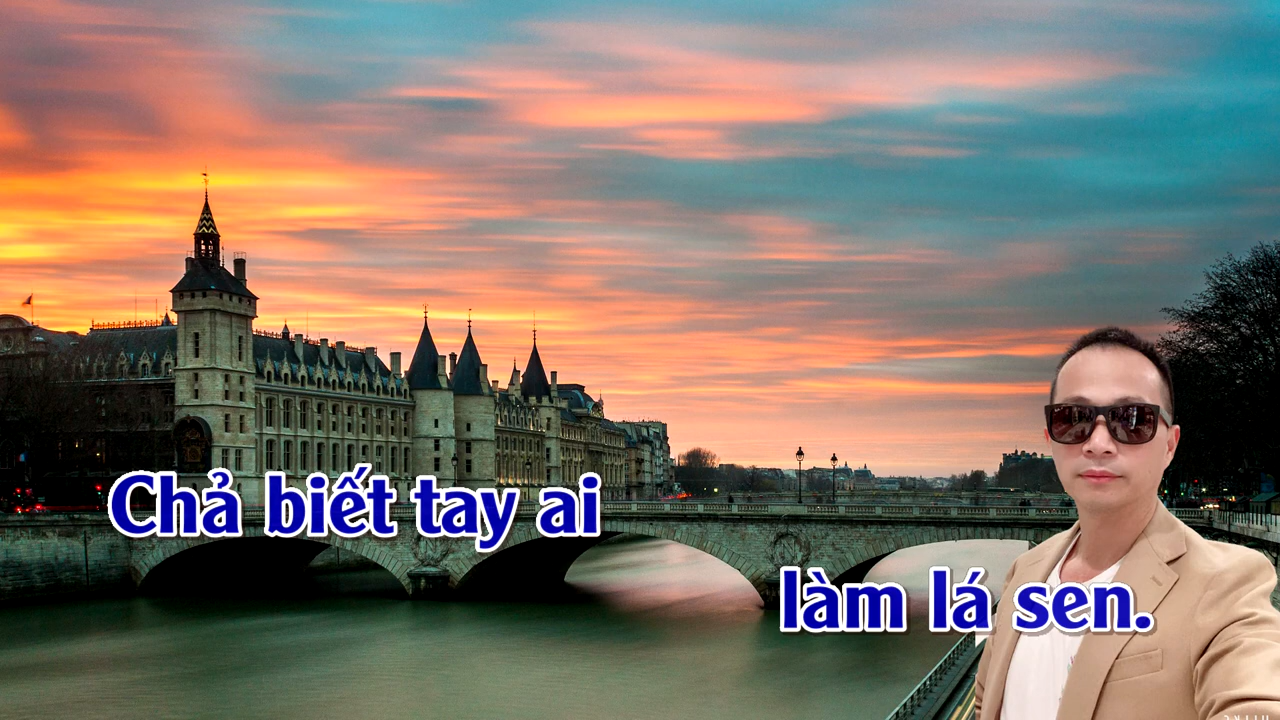 Chả biết tay ai
làm lá sen.